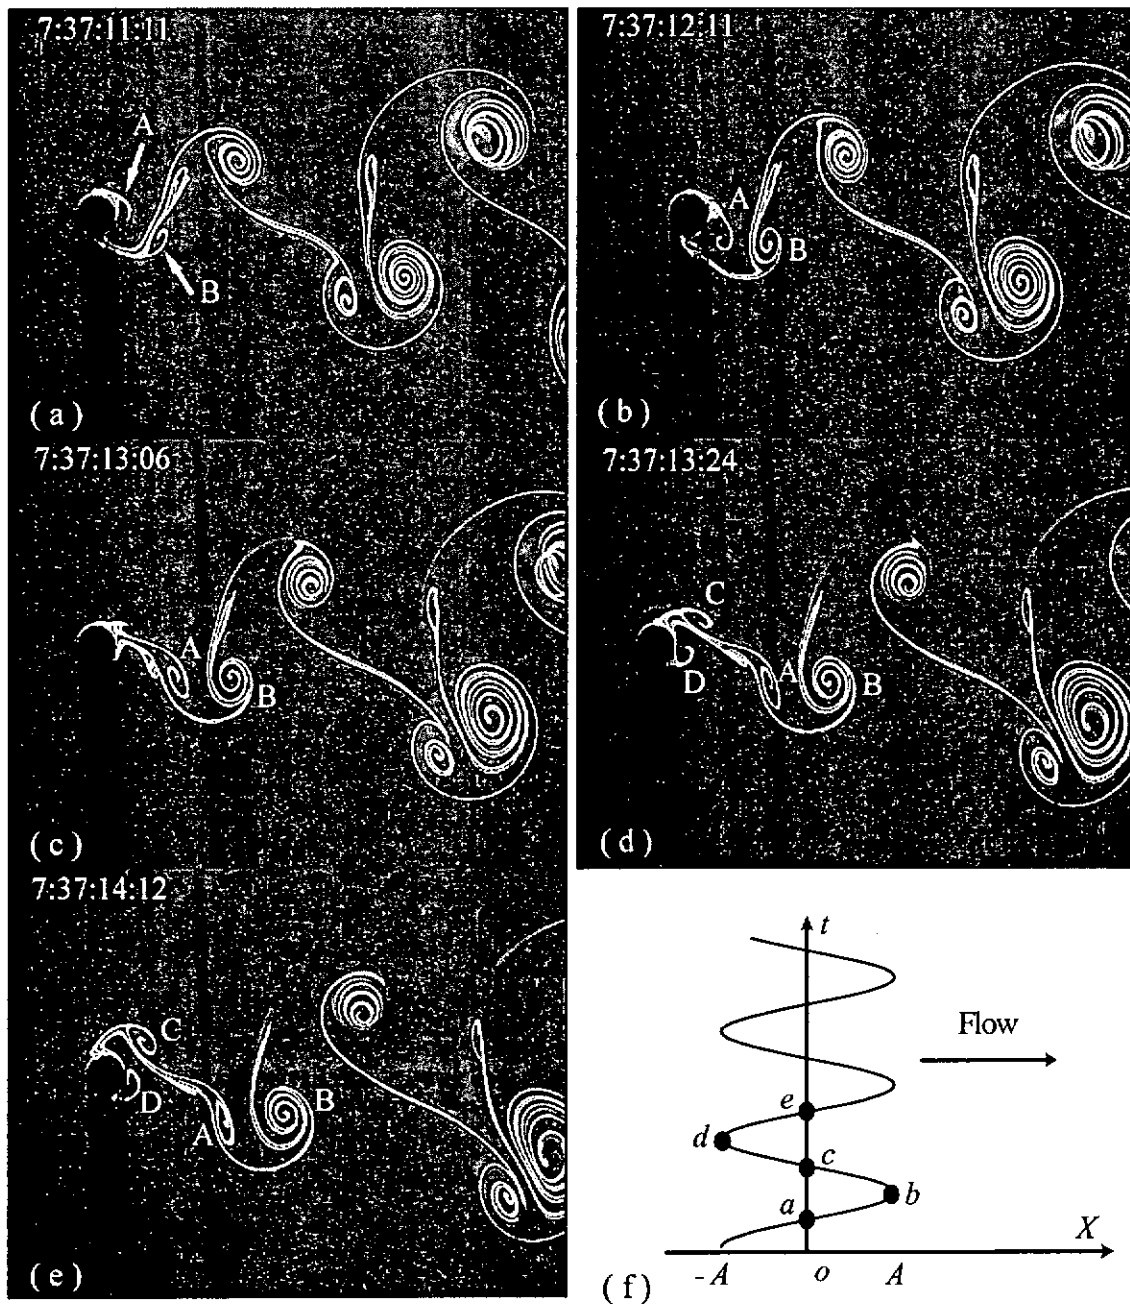 7:37:11:11
A
B
( a )
7:37:12:11
A
B
( b )
7:37:13:06
A
B
( c )
7:37:13:24
C
D
A
B
( d )
7:37:14:12
C
D
A
B
( e )
t
Flow
e
d
c
b
a
X
- A
o
A
( f )